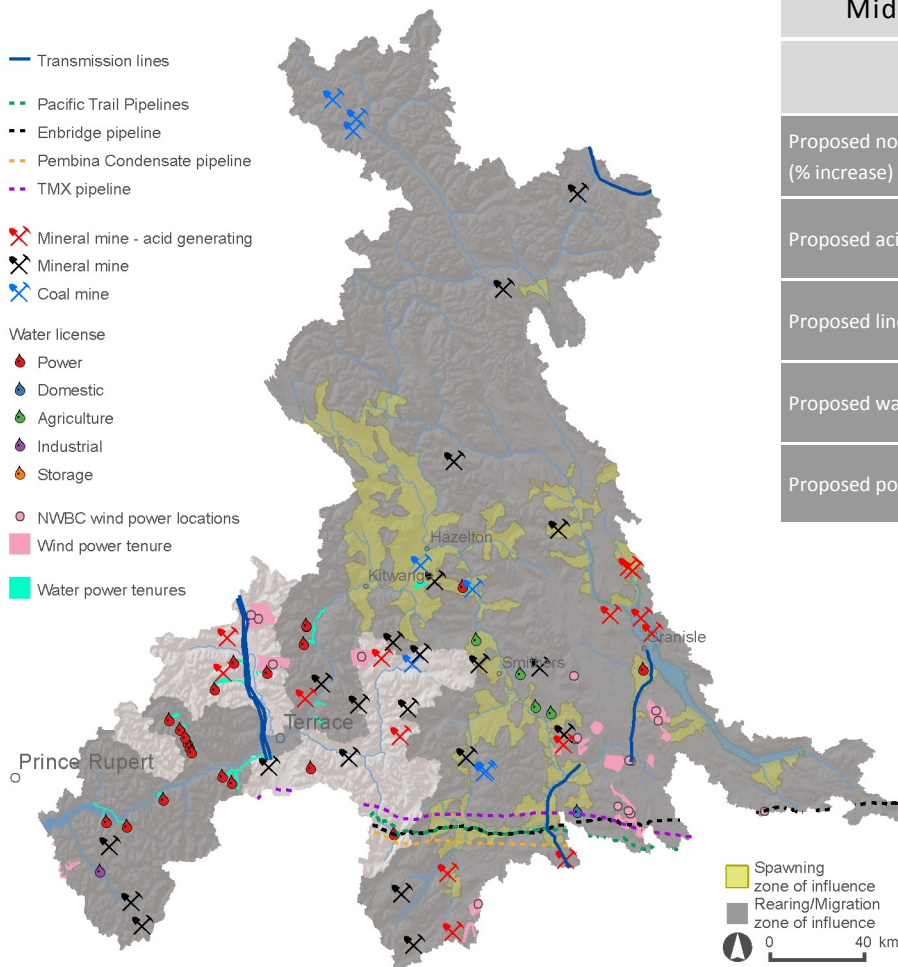 Mid
Transmission lines
Pacific Trail Pipelines
Enbridge pipeline
Pembina Condensate pipeline
TMX pipeline
Mineral mine - acid generating
Mineral mine
Coal mine
Water license
Power
Domestic
Agriculture
Industrial
Storage
NWBC wind power locations
Wind power tenure
Water power tenures
Proposed no
(% increase)
Proposed aci
Proposed line
Proposed wa
Proposed po
Hazelton
Kitwanga
Granisle
Smithers
Terrace
Prince Rupert
Spawning
zone of influence
Rearing/Migration
zone of influence
0 40 km